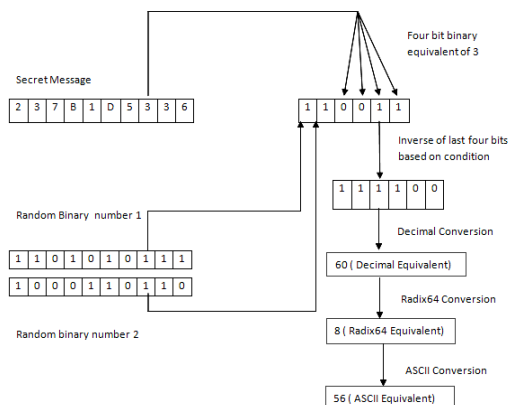 Four bit binary
equivalent of 3
Secret Message
2 3 7 B 1 D 5 3 3 6
1 1 0 0 1 1
Inverse of last four bits
based on condition
1 1 1 1 0 0
Random Binary number 1
Decimal Conversion
1 1 0 1 0 1 0 1 1 1
60 ( Decimal Equivalent)
1 0 0 0 1 1 0 1 1 0
Radix64 Conversion
Random binary number 2
8 ( Radix64 Equivalent)
ASCII Conversion
56 ( ASCII Equivalent)